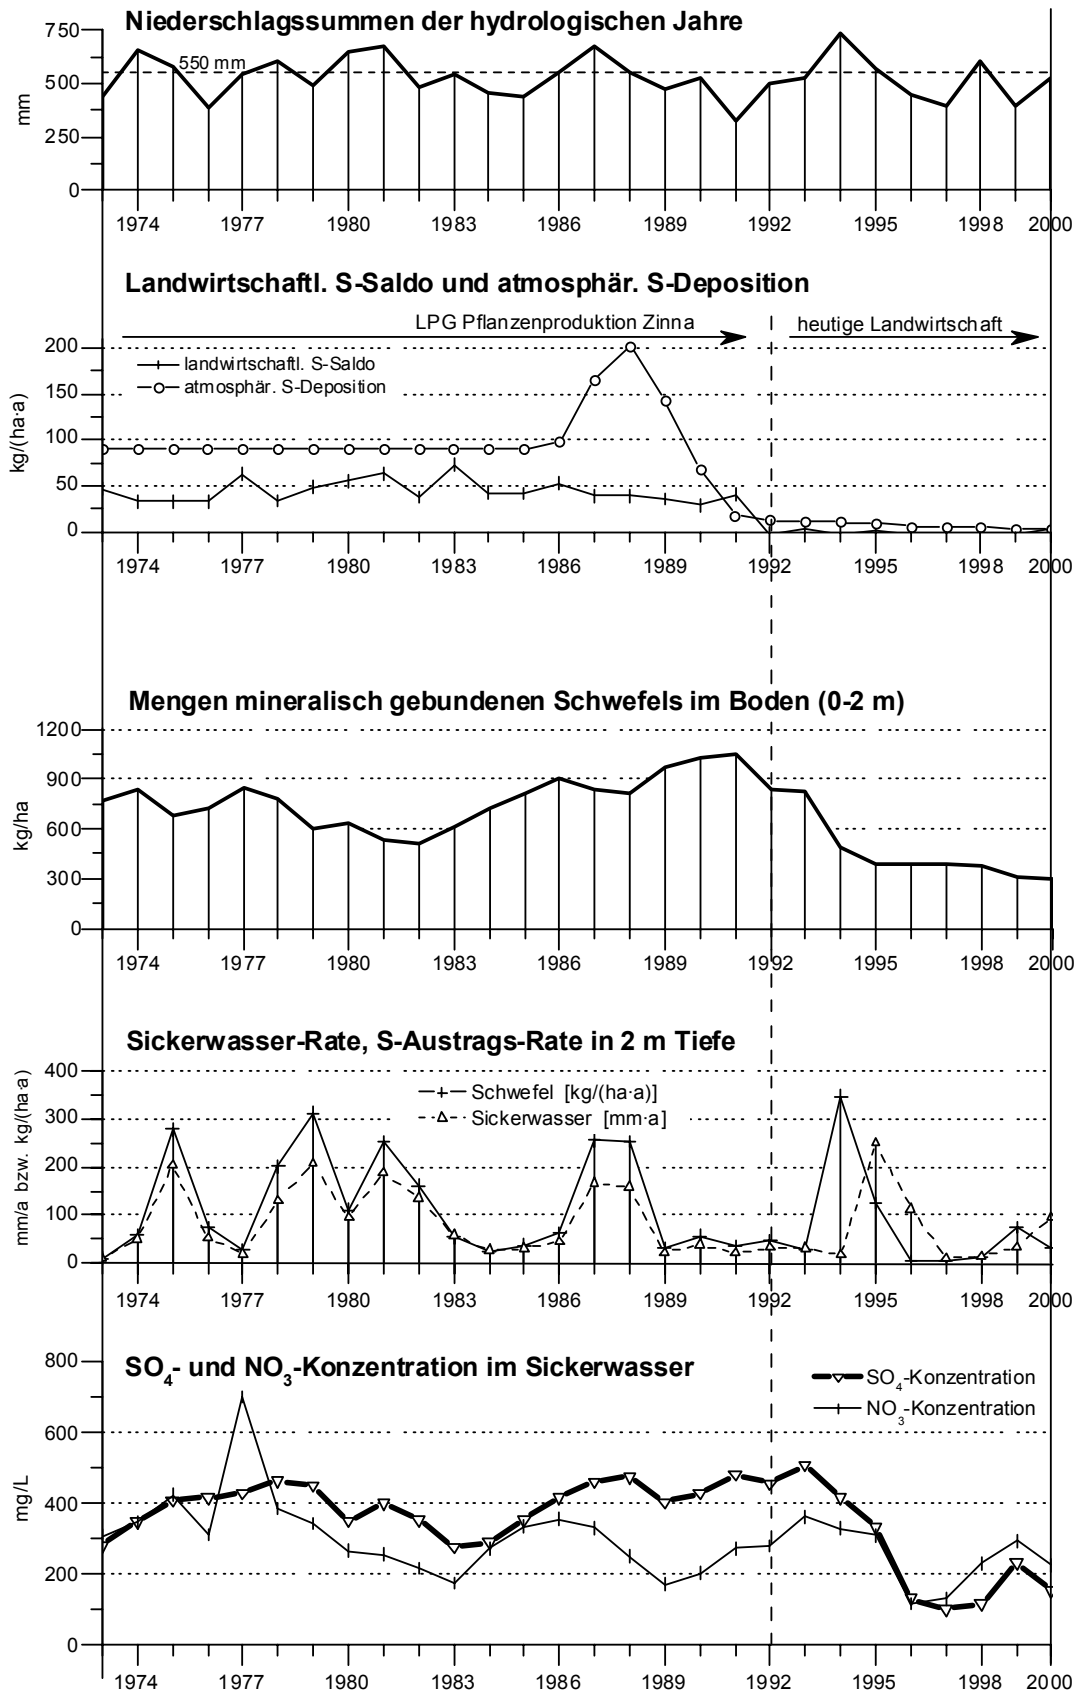 Niederschlagssummen der hydrologischen Jahre
750
500
250
0
mm
550 mm
1974 1977 1980 1983 1986 1989 1992 1995 1998 2000
Landwirtschaftl. S-Saldo und atmosphär. S-Deposition
LPG Pflanzenproduktion Zinna
heutige Landwirtschaft
200
150
100
50
0
kg/(ha·a)
landwirtschaftl. S-Saldo
atmosphär. S-Deposition
1974 1977 1980 1983 1986 1989 1992 1995 1998 2000
Mengen mineralisch gebundenen Schwefels im Boden (0-2 m)
1200
900
600
300
0
kg/ha
1974 1977 1980 1983 1986 1989 1992 1995 1998 2000
Sickerwasser-Rate, S-Austrags-Rate in 2 m Tiefe
400
300
200
100
0
mm/a bzw. kg/(ha·a)
Schwefel [kg/(ha·a)]
Sickerwasser [mm·a]
1974 1977 1980 1983 1986 1989 1992 1995 1998 2000
SO4- und NO3-Konzentration im Sickerwasser
800
600
400
200
0
mg/L
SO4-Konzentration
NO3-Konzentration
1974 1977 1980 1983 1986 1989 1992 1995 1998 2000